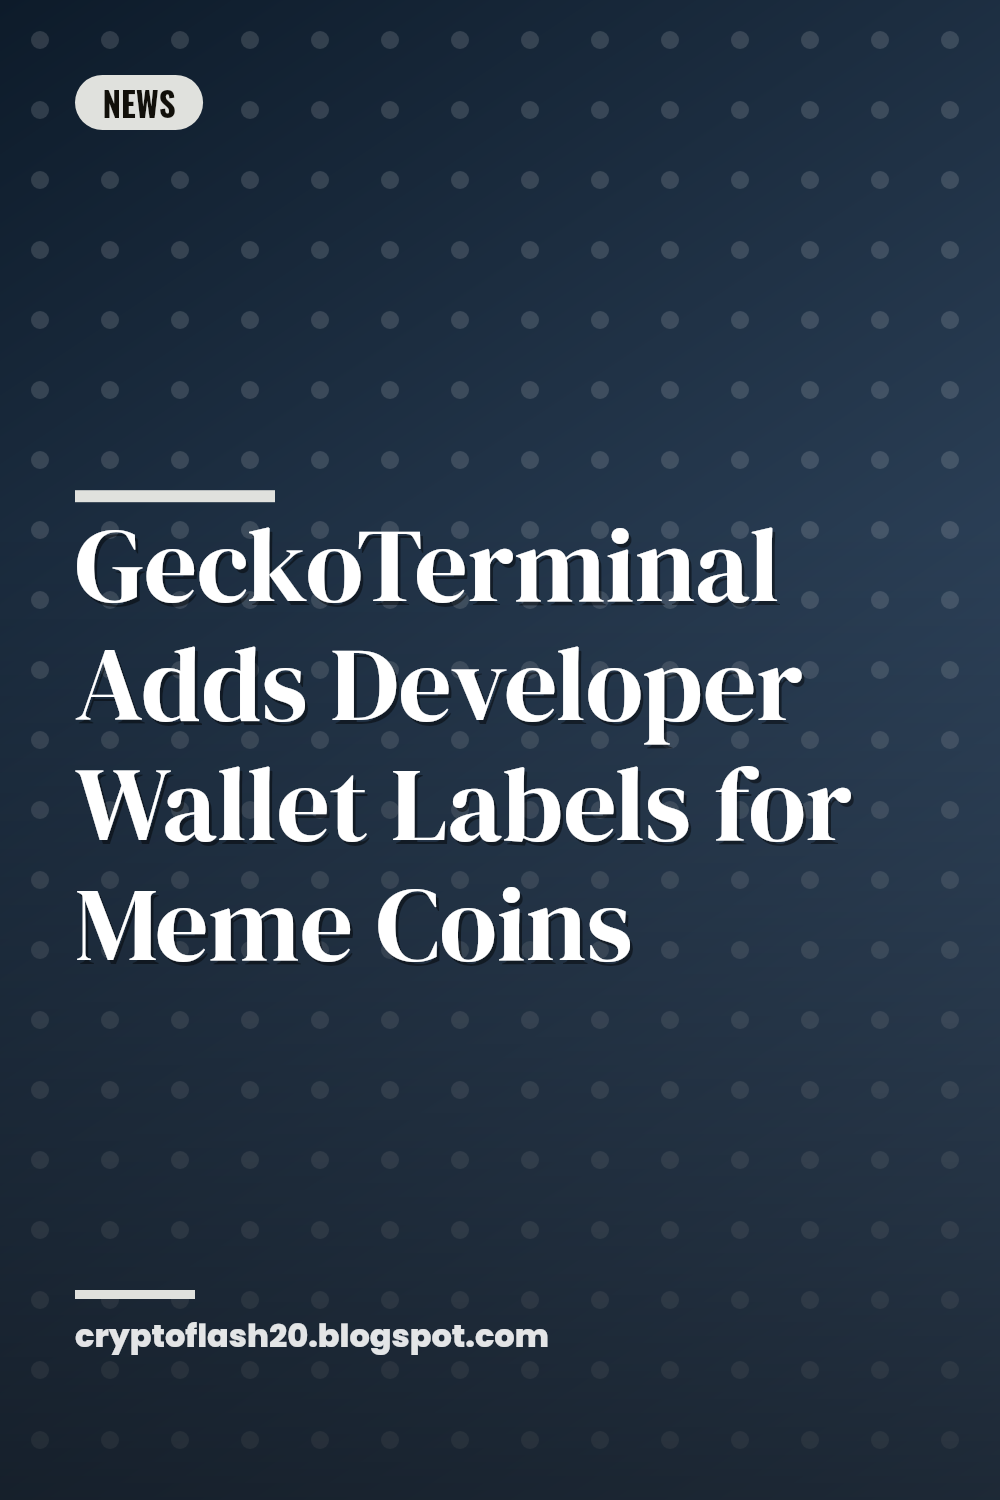 NEWS
GeckoTerminal
Adds Developer
Wallet Labels for
Meme Coins
cryptoflash20.blogspot.com